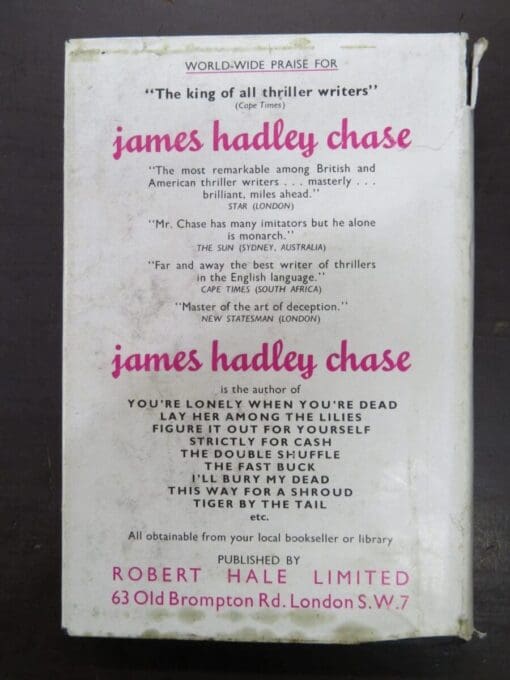 WORLD-WIDE PRAISE FOR
"The king of all thriller writers"
(Cape Times)
james hadley chase
"The most remarkable among British and
American thriller writers . . . masterly . . .
brilliant, miles ahead."
STAR (LONDON)
"Mr. Chase has many imitators but he alone
is monarch."
THE SUN (SYDNEY, AUSTRALIA)
"Far and away the best writer of thrillers
in the English language."
CAPE TIMES (SOUTH AFRICA)
"Master of the art of deception."
NEW STATESMAN (LONDON)
james hadley chase
is the author of
YOU'RE LONELY WHEN YOU'RE DEAD
LAY HER AMONG THE LILIES
FIGURE IT OUT FOR YOURSELF
STRICTLY FOR CASH
THE DOUBLE SHUFFLE
THE FAST BUCK
I'LL BURY MY DEAD
THIS WAY FOR A SHROUD
TIGER BY THE TAIL
etc.
All obtainable from your local bookseller or library
PUBLISHED BY
ROBERT HALE LIMITED
63 Old Brompton Rd. London S.W.7